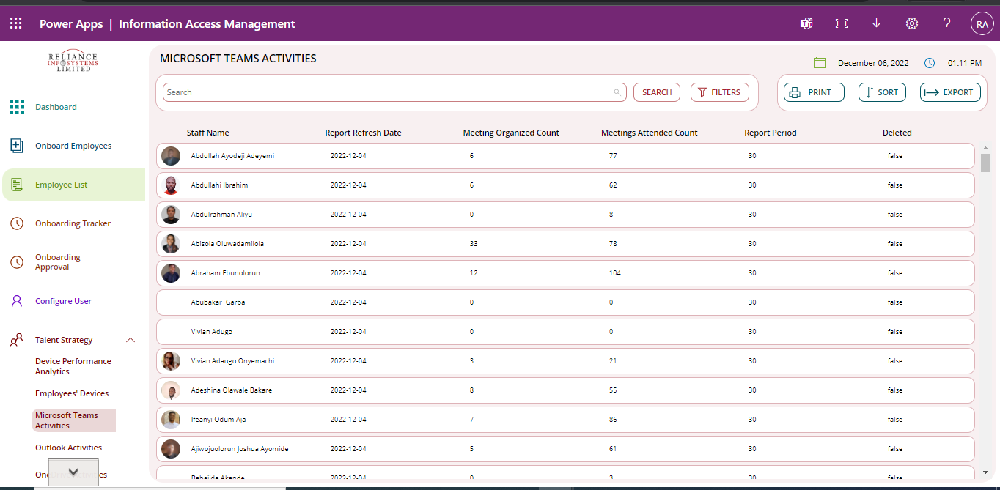 Power Apps | Information Access Management
RA
RELIANCE
INFOSYSTEMS
LIMITED
MICROSOFT TEAMS ACTIVITIES
December 06, 2022
01:11 PM
Search
SEARCH
FILTERS
PRINT
SORT
EXPORT
Dashboard
Onboard Employees
Employee List
Onboarding Tracker
Onboarding
Approval
Configure User
Talent Strategy
Device Performance
Analytics
Employees' Devices
Microsoft Teams
Activities
Outlook Activities
Staff Name Report Refresh Date Meeting Organized Count Meetings Attended Count Report Period Deleted
Abdullah Ayodeji Adeyemi 2022-12-04 6 77 30 false
Abdullahi Ibrahim 2022-12-04 6 62 30 false
Abdulrahman Aliyu 2022-12-04 0 8 30 false
Abisola Oluwadamilola 2022-12-04 33 78 30 false
Abraham Ebunolorun 2022-12-04 12 104 30 false
Abubakar Garba 2022-12-04 0 0 30 false
Vivian Adugo 2022-12-04 0 0 30 false
Vivian Adaugo Onyemachi 2022-12-04 3 21 30 false
Adeshina Olawale Bakare 2022-12-04 8 55 30 false
Ifeanyi Odum Aja 2022-12-04 7 86 30 false
Ajiwojuolorun Joshua Ayomide 2022-12-04 5 61 30 false
Babajide Akande 2022-12-04 0 3 30 false